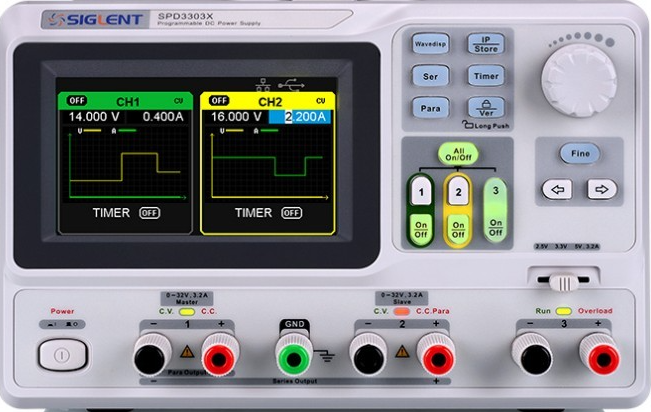 SIGLENT SPD3303X
Programmable DC Power Supply
OFF CH1 CV
14.000 V 0.400A
V A
TIMER OFF
OFF CH2 CV
16.000 V 2.200A
V A
TIMER OFF
Wavedisp IP Store
Ser Timer
Para Ver
Long Push
All On/Off
1 2 3
On Off On Off On Off
Fine
2.5V 3.3V 5V,3.2A
Power
0~32V,3.2A
Master
C.V. C.C.
− 1 +
GND
0~32V,3.2A
Slave
C.V. C.C.Para
− 2 +
Run Overload
− 3 +
Para Output
− Series Output +